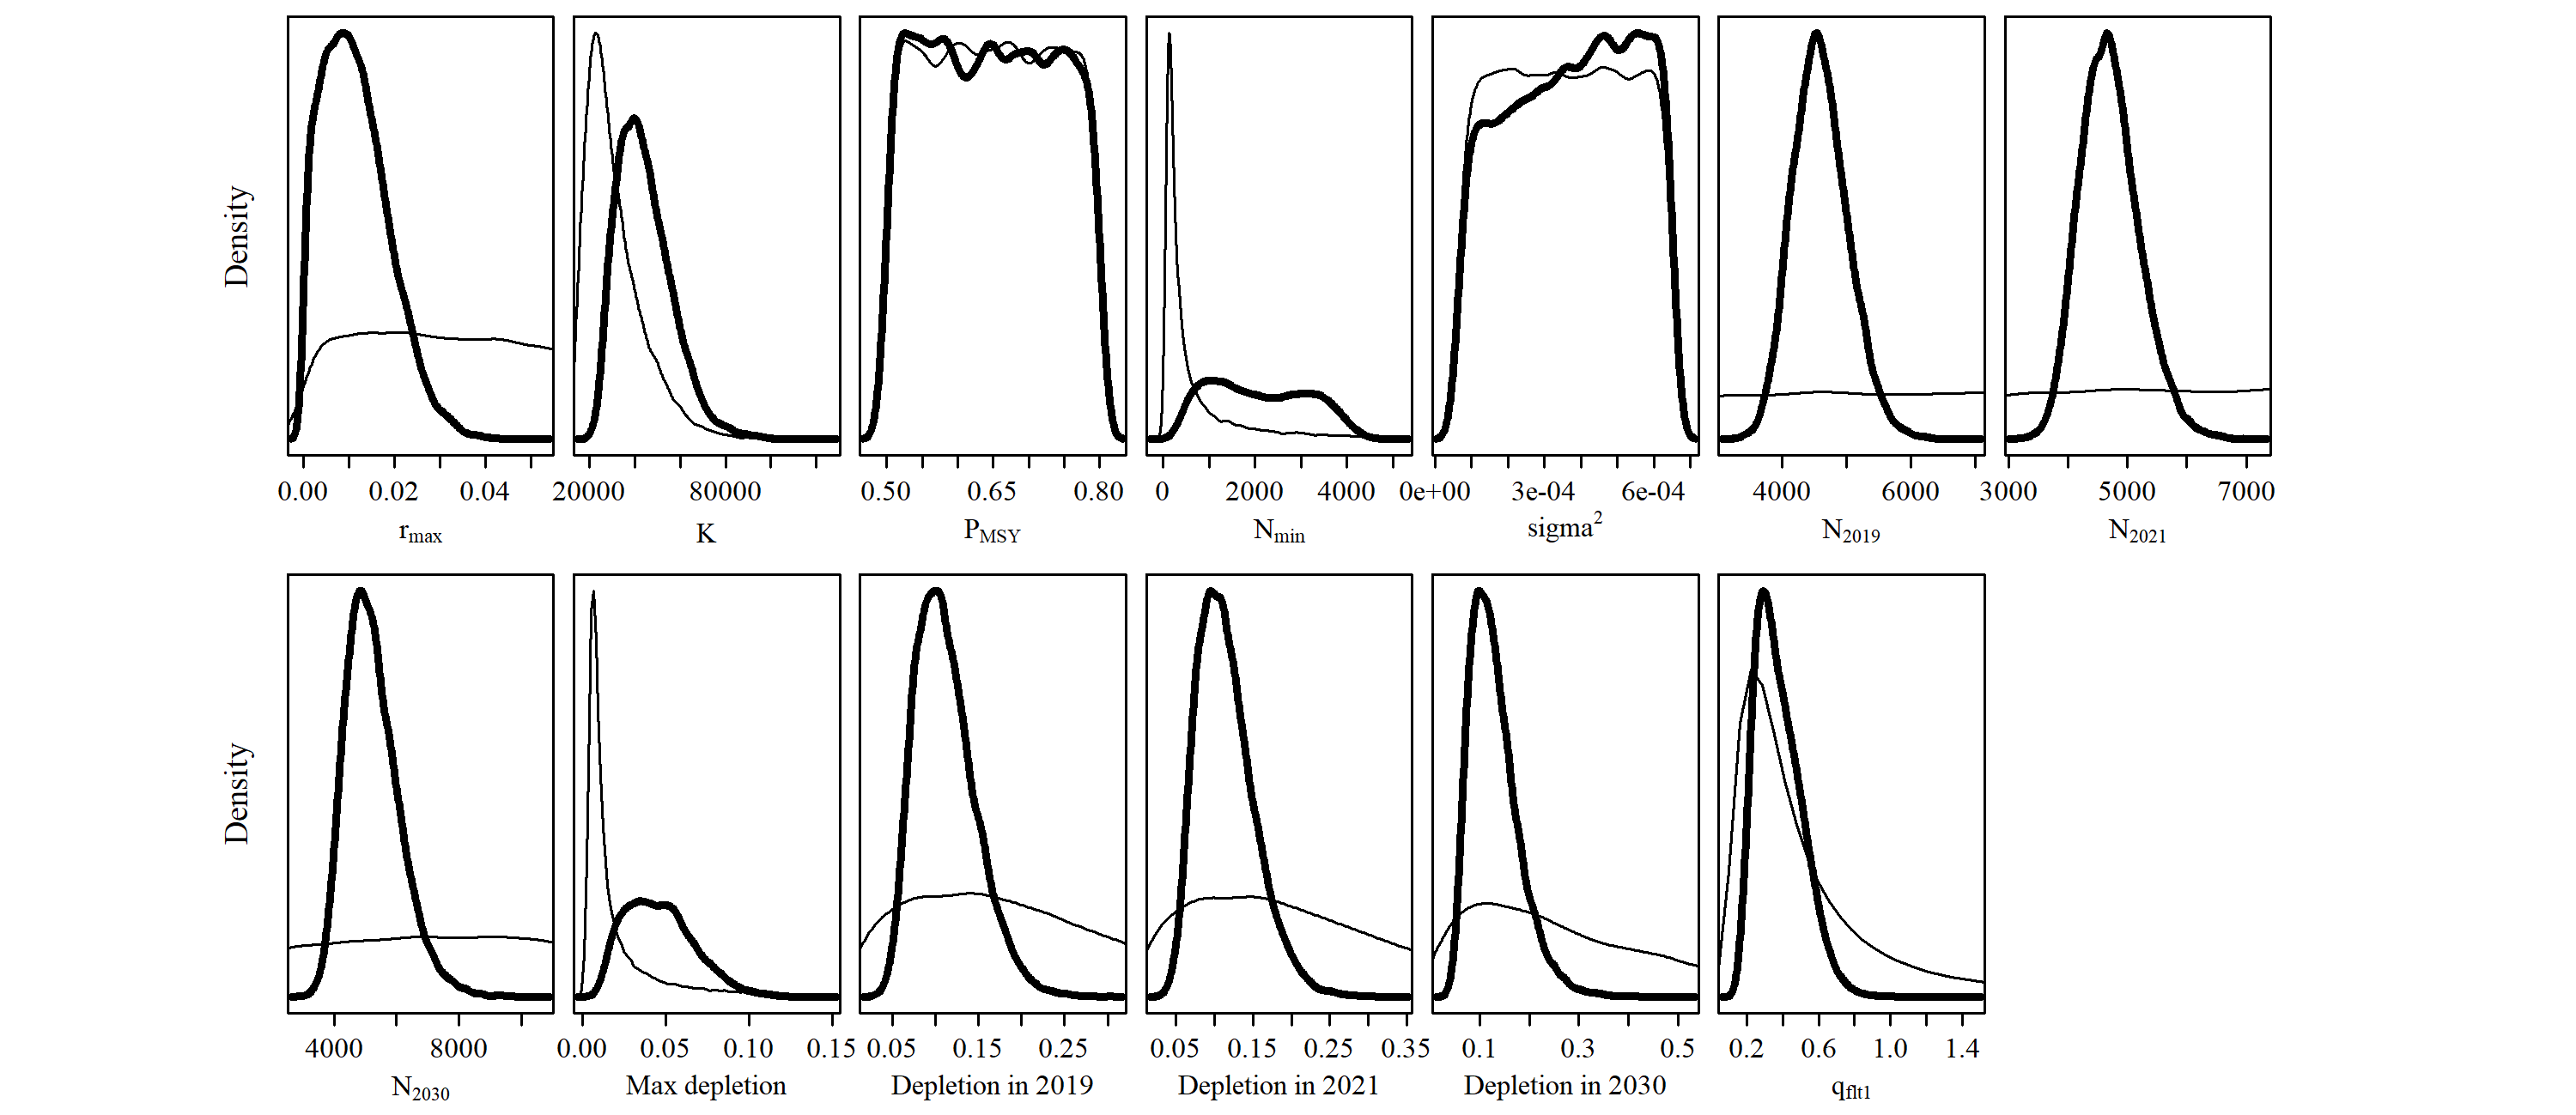 Density
0.00 0.02 0.04 20000 80000 0.50 0.65 0.80 0 2000 4000 0e+00 3e-04 6e-04 4000 6000 3000 5000 7000
r_max K P_MSY N_min sigma² N_2019 N_2021
Density
4000 8000 0.00 0.05 0.10 0.15 0.05 0.15 0.25 0.05 0.15 0.25 0.35 0.1 0.3 0.5 0.2 0.6 1.0 1.4
N_2030 Max depletion Depletion in 2019 Depletion in 2021 Depletion in 2030 q_flt1